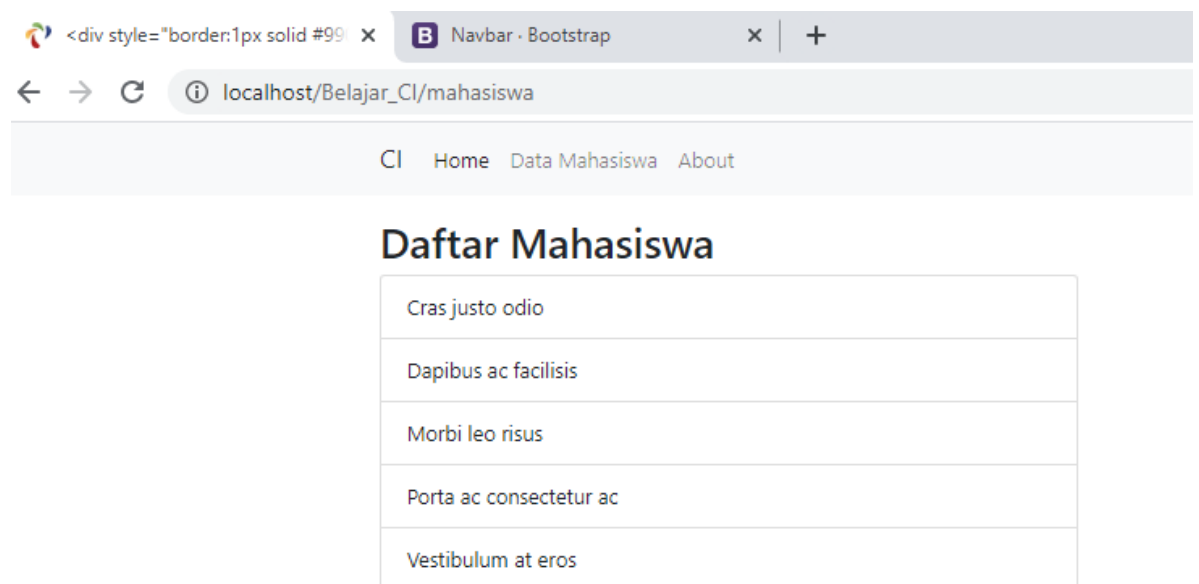 <div style="border:1px solid #99
Navbar · Bootstrap
localhost/Belajar_CI/mahasiswa
CI Home Data Mahasiswa About
Daftar Mahasiswa
Cras justo odio
Dapibus ac facilisis
Morbi leo risus
Porta ac consectetur ac
Vestibulum at eros